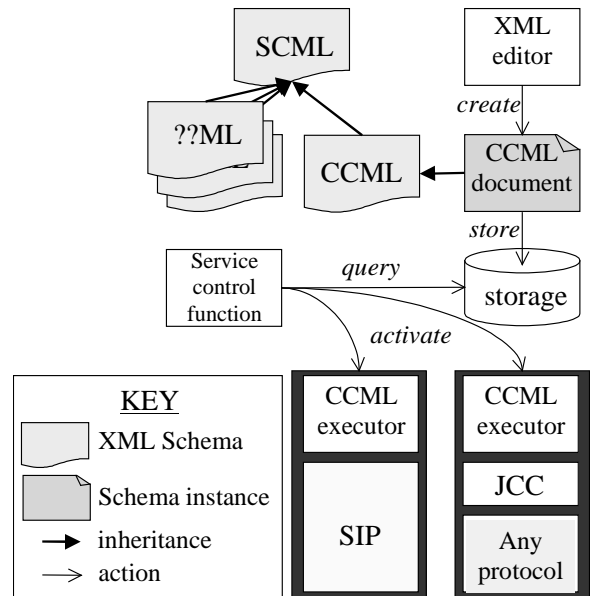 SCML
XML
editor
create
??ML
CCML
CCML
document
store
Service
control
function
query
storage
activate
KEY
XML Schema
Schema instance
inheritance
action
CCML
executor
SIP
CCML
executor
JCC
Any
protocol